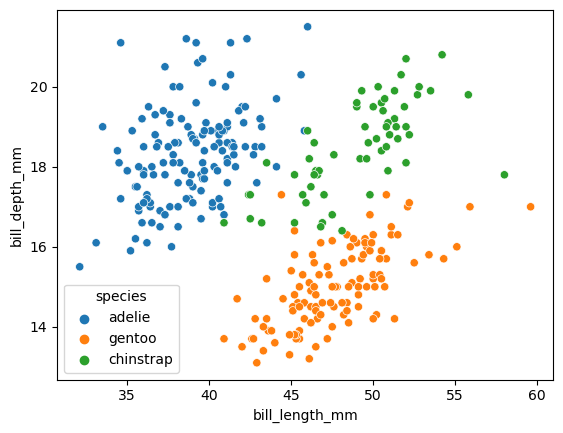 20
18
16
14
bill_depth_mm
species
adelie
gentoo
chinstrap
35
40
45
50
55
60
bill_length_mm